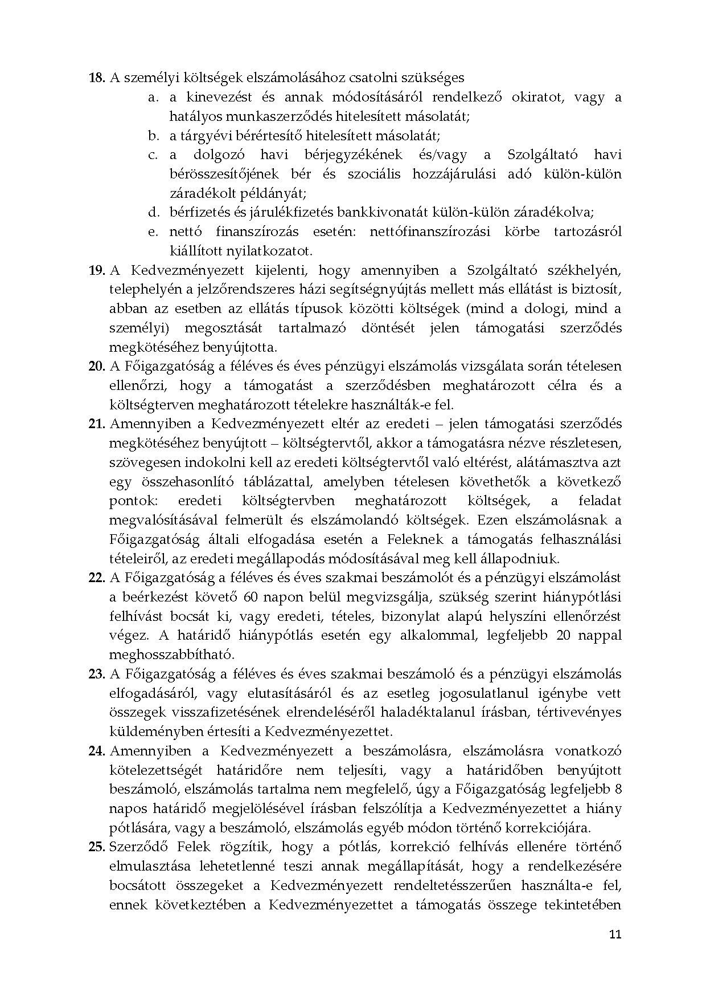 18. A személyi költségek elszámolásához csatolni szükséges
a. a kinevezést és annak módosításáról rendelkező okiratot, vagy a
hatályos munkaszerződés hitelesített másolatát;
b. a tárgyévi bérértesítő hitelesített másolatát;
c. a dolgozó havi bérjegyzékének és/vagy a Szolgáltató havi
bérösszesítőjének bér és szociális hozzájárulási adó külön-külön
záradékolt példányát;
d. bérfizetés és járulékfizetés bankkivonatát külön-külön záradékolva;
e. nettó finanszírozás esetén: nettófinanszírozási körbe tartozásról
kiállított nyilatkozatot.
19. A Kedvezményezett kijelenti, hogy amennyiben a Szolgáltató székhelyén,
telephelyén a jelzőrendszeres házi segítségnyújtás mellett más ellátást is biztosít,
abban az esetben az ellátás típusok közötti költségek (mind a dologi, mind a
személyi) megosztását tartalmazó döntését jelen támogatási szerződés
megkötéséhez benyújtotta.
20. A Főigazgatóság a féléves és éves pénzügyi elszámolás vizsgálata során tételesen
ellenőrzi, hogy a támogatást a szerződésben meghatározott célra és a
költségterven meghatározott tételekre használták-e fel.
21. Amennyiben a Kedvezményezett eltér az eredeti – jelen támogatási szerződés
megkötéséhez benyújtott – költségtervtől, akkor a támogatásra nézve részletesen,
szövegesen indokolni kell az eredeti költségtervtől való eltérést, alátámasztva azt
egy összehasonlító táblázattal, amelyben tételesen követhetők a következő
pontok: eredeti költségtervben meghatározott költségek, a feladat
megvalósításával felmerült és elszámolandó költségek. Ezen elszámolásnak a
Főigazgatóság általi elfogadása esetén a Feleknek a támogatás felhasználási
tételeiről, az eredeti megállapodás módosításával meg kell állapodniuk.
22. A Főigazgatóság a féléves és éves szakmai beszámolót és a pénzügyi elszámolást
a beérkezést követő 60 napon belül megvizsgálja, szükség szerint hiánypótlási
felhívást bocsát ki, vagy eredeti, tételes, bizonylat alapú helyszíni ellenőrzést
végez. A határidő hiánypótlás esetén egy alkalommal, legfeljebb 20 nappal
meghosszabbítható.
23. A Főigazgatóság a féléves és éves szakmai beszámoló és a pénzügyi elszámolás
elfogadásáról, vagy elutasításáról és az esetleg jogosulatlanul igénybe vett
összegek visszafizetésének elrendeléséről haladéktalanul írásban, tértivevényes
küldeményben értesíti a Kedvezményezettet.
24. Amennyiben a Kedvezményezett a beszámolásra, elszámolásra vonatkozó
kötelezettségét határidőre nem teljesíti, vagy a határidőben benyújtott
beszámoló, elszámolás tartalma nem megfelelő, úgy a Főigazgatóság legfeljebb 8
napos határidő megjelölésével írásban felszólítja a Kedvezményezettet a hiány
pótlására, vagy a beszámoló, elszámolás egyéb módon történő korrekciójára.
25. Szerződő Felek rögzítik, hogy a pótlás, korrekció felhívás ellenére történő
elmulasztása lehetetlenné teszi annak megállapítását, hogy a rendelkezésére
bocsátott összegeket a Kedvezményezett rendeltetésszerűen használta-e fel,
ennek következtében a Kedvezményezettet a támogatás összege tekintetében
11